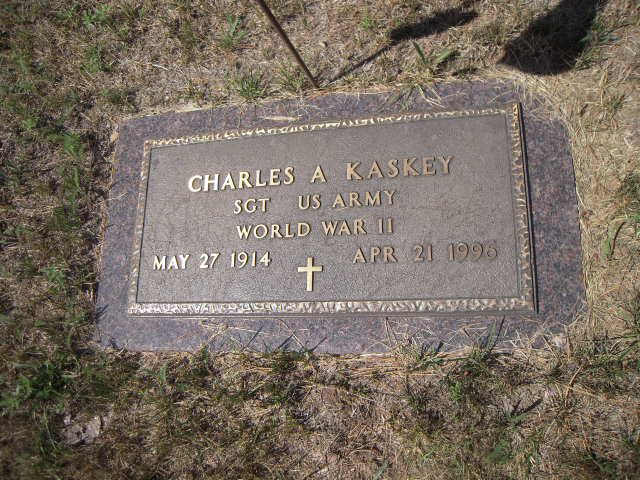 CHARLES A KASKEY
SGT US ARMY
WORLD WAR II
MAY 27 1914 APR 21 1996